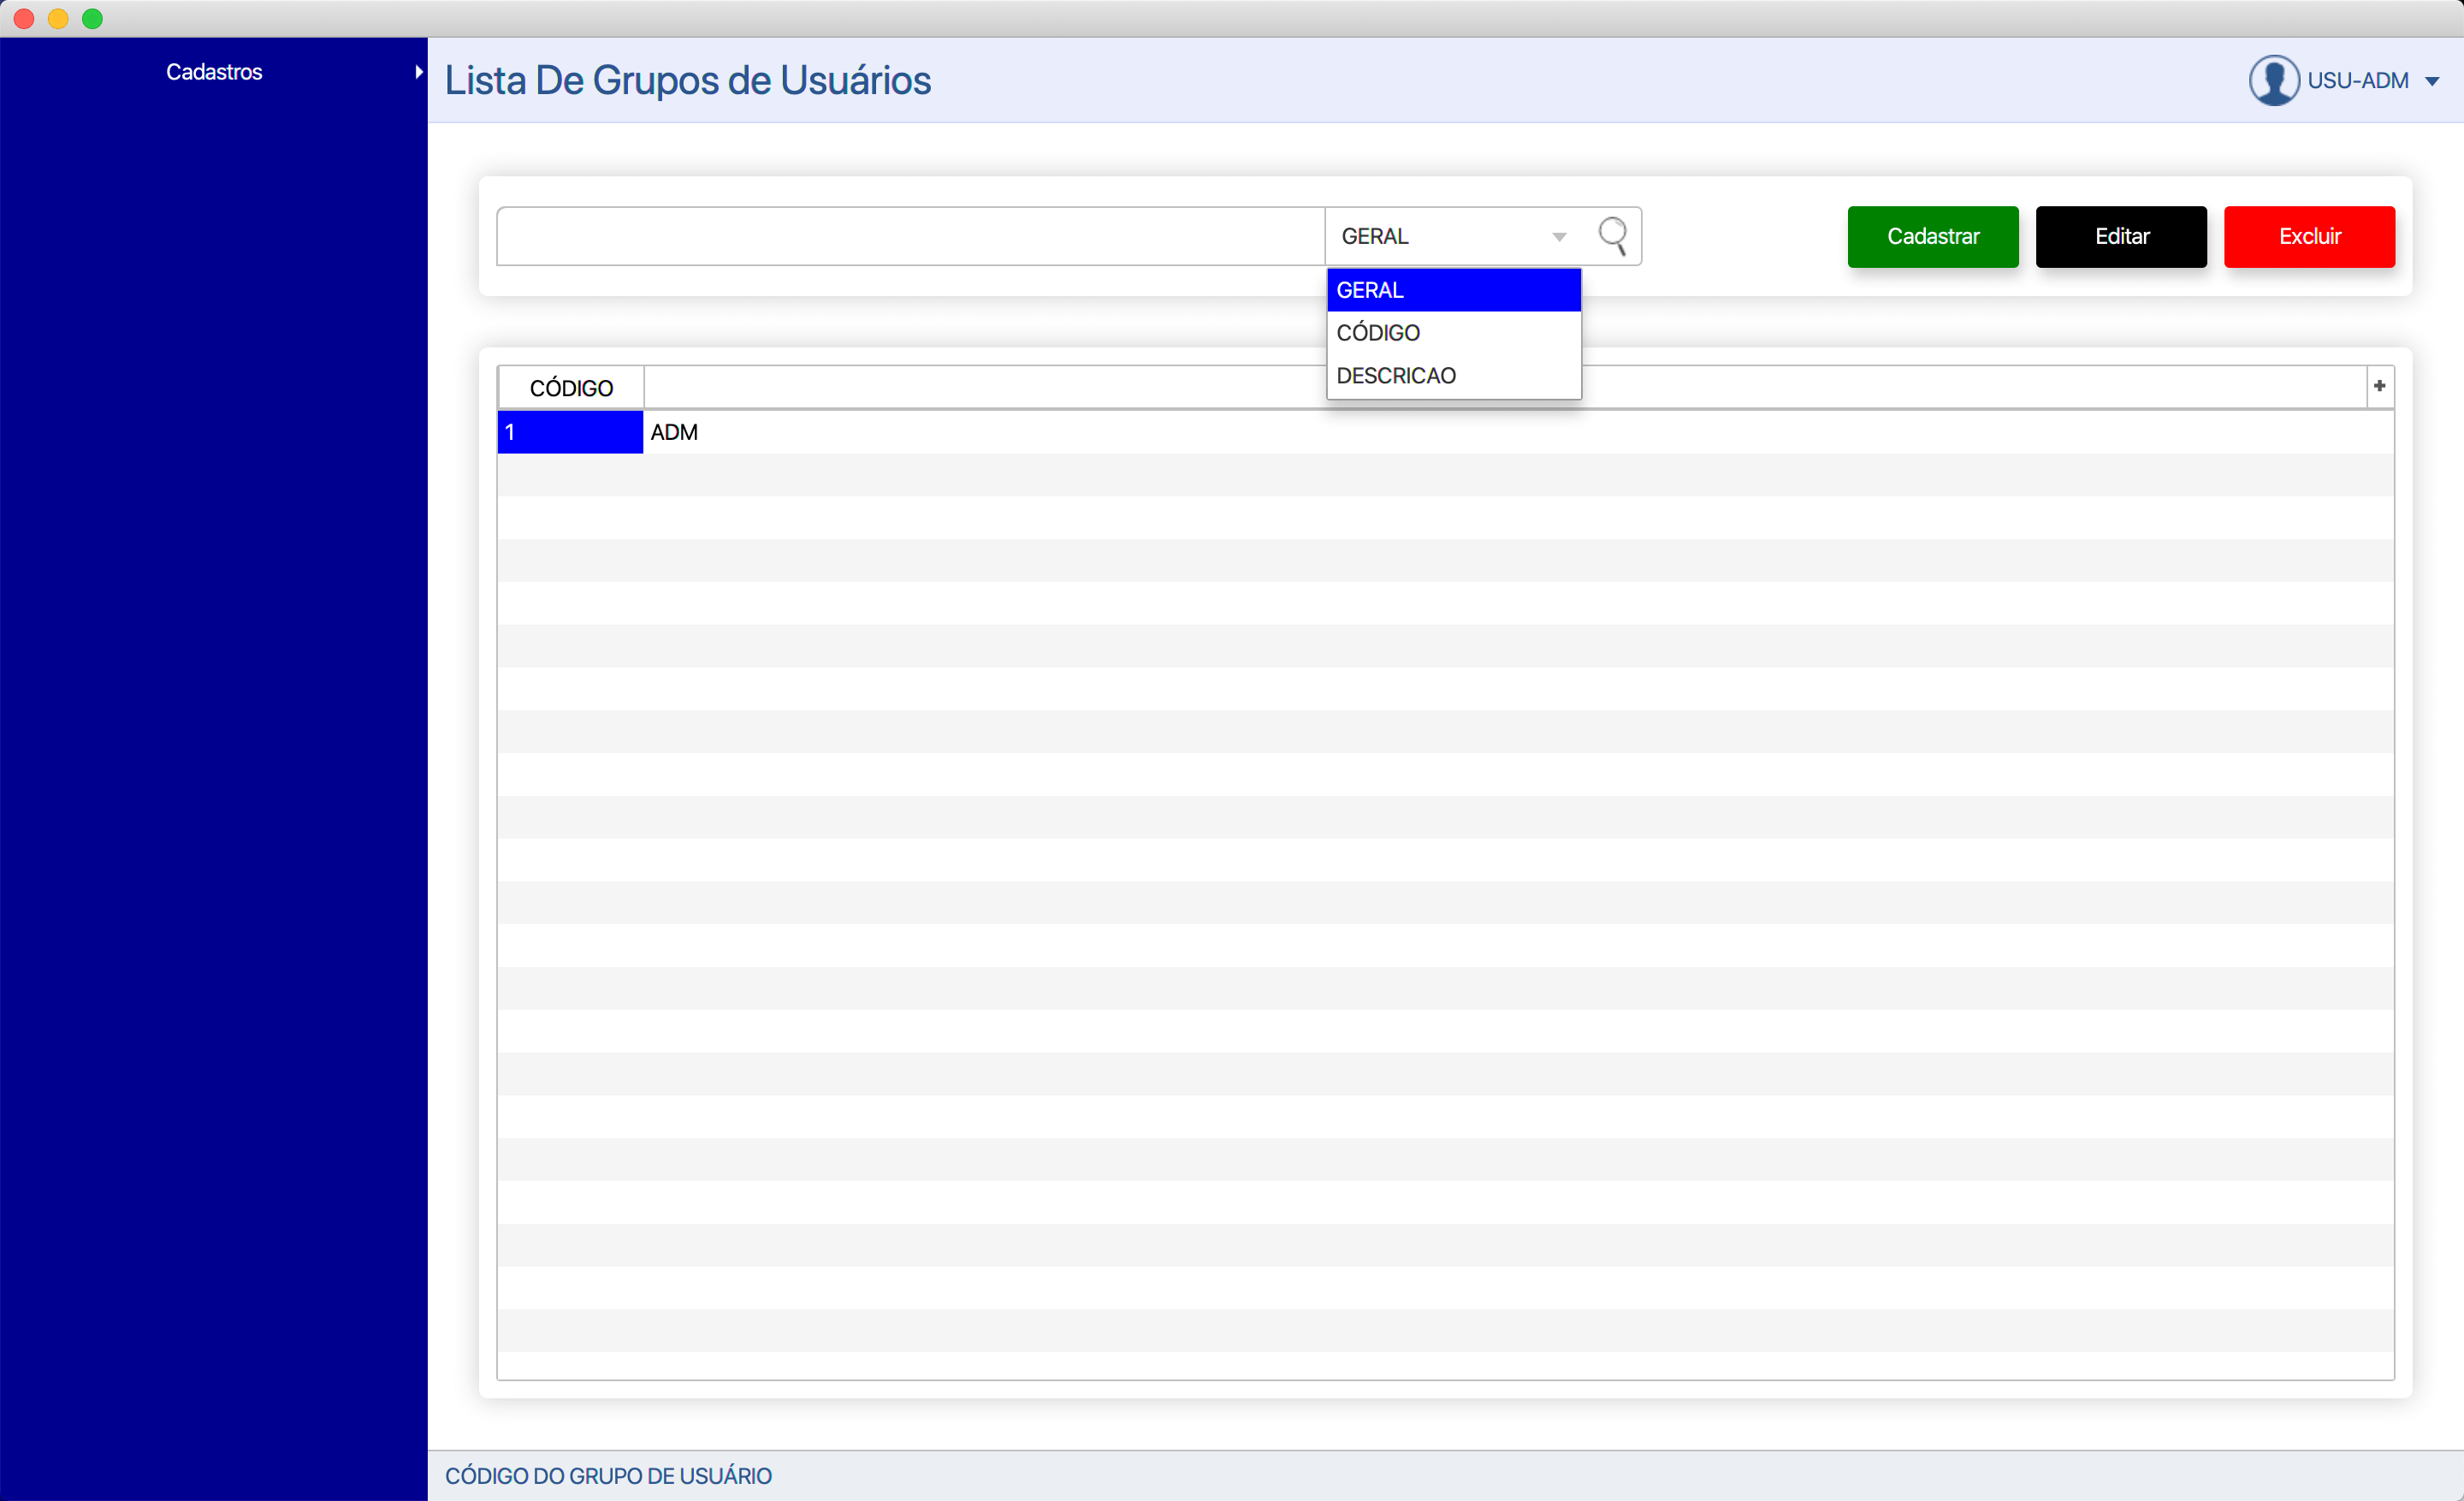 Cadastros
Lista De Grupos de Usuários
USU-ADM
GERAL
Cadastrar
Editar
Excluir
GERAL
CÓDIGO
DESCRICAO
CÓDIGO
1 ADM
CÓDIGO DO GRUPO DE USUÁRIO